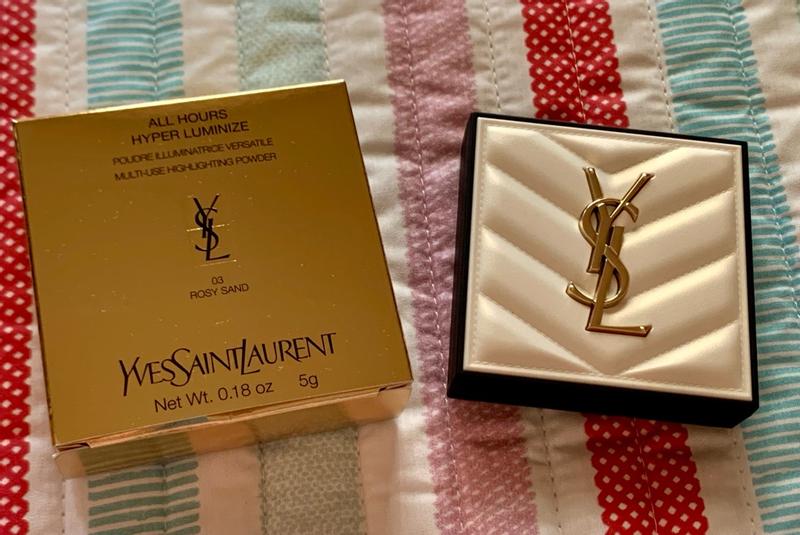 ALL HOURS
HYPER LUMINIZE
POUDRE ILLUMINATRICE VERSATILE
MULTI-USE HIGHLIGHTING POWDER
YSL
03
ROSY SAND
YVESSAINTLAURENT
Net Wt. 0.18 oz 5g
YSL